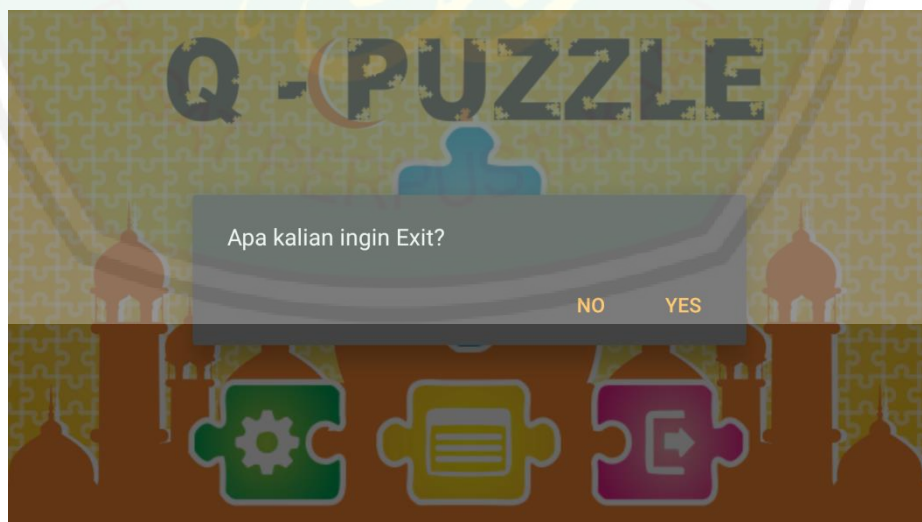 Q - PUZZLE
Apa kalian ingin Exit?
NO YES